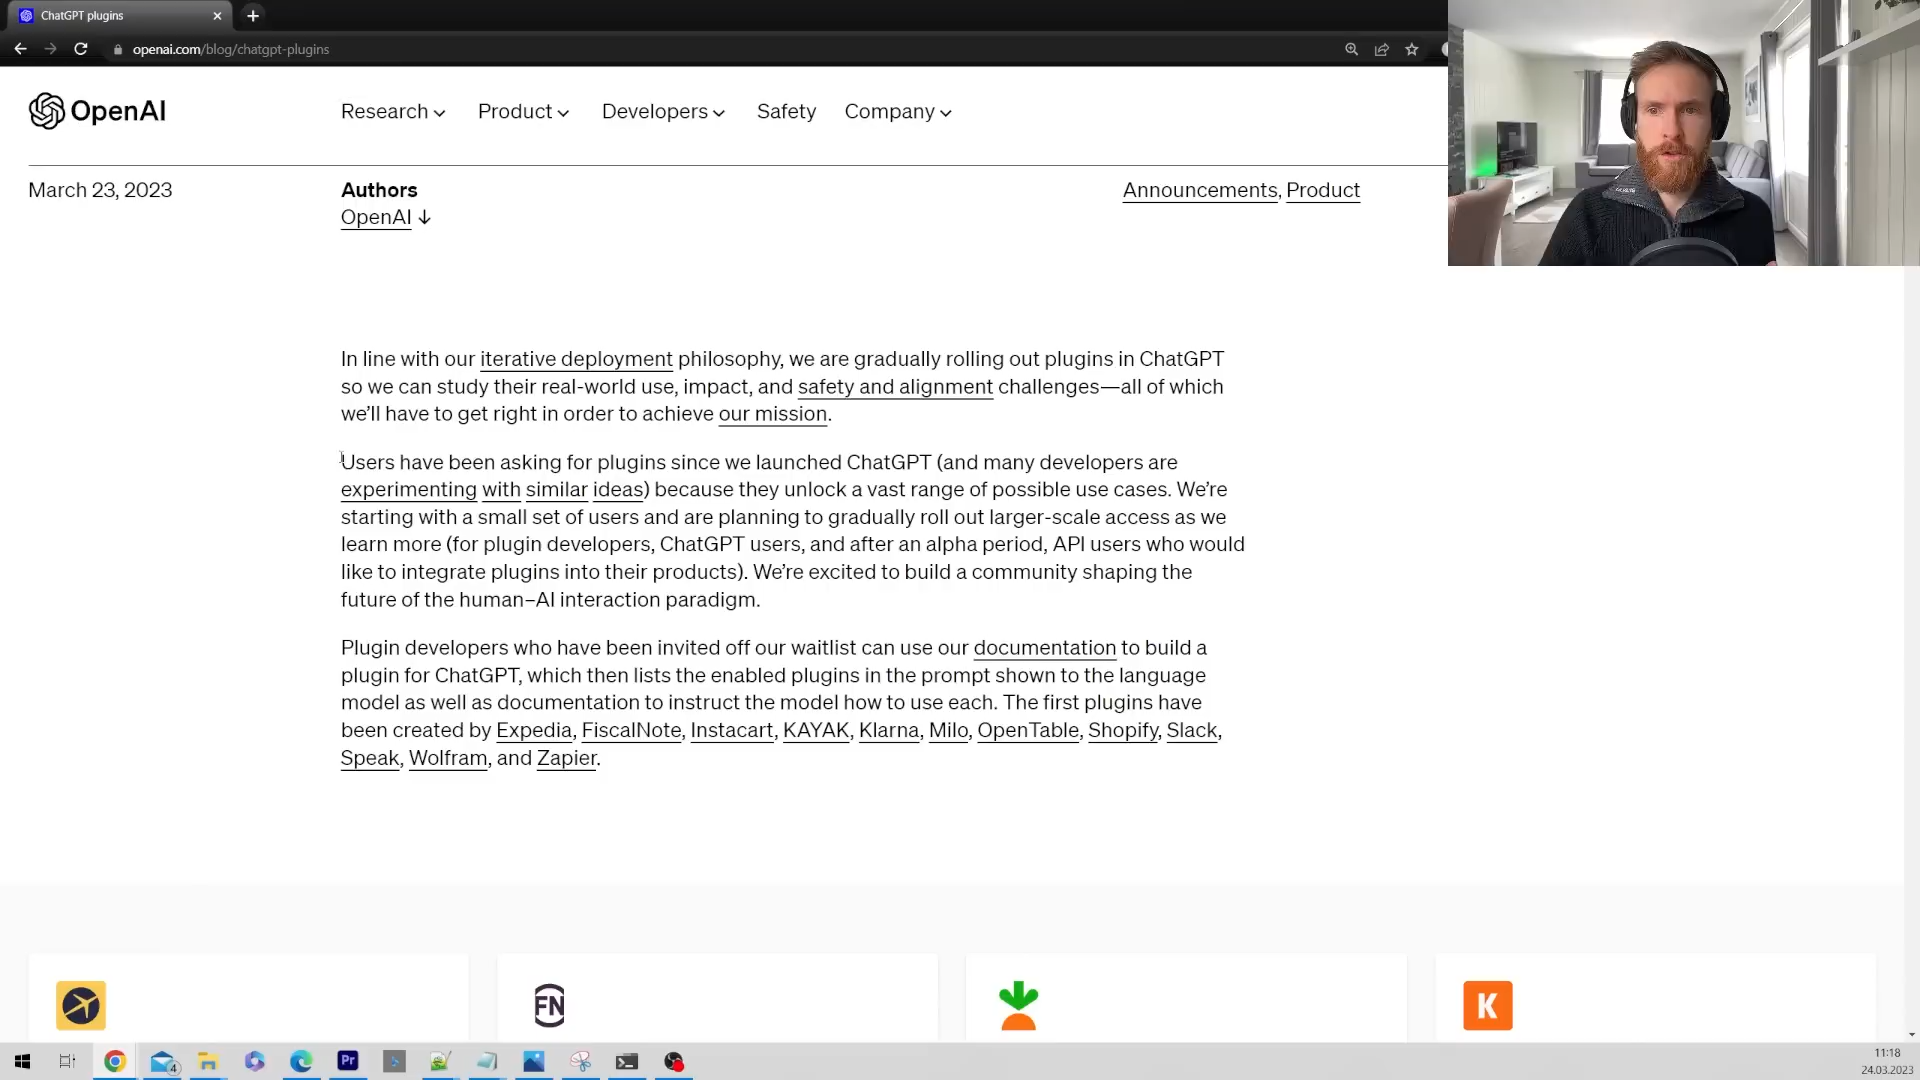 ChatGPT plugins
openai.com/blog/chatgpt-plugins
OpenAI
Research
Product
Developers
Safety
Company
March 23, 2023
Authors
OpenAI ↓
Announcements, Product
In line with our iterative deployment philosophy, we are gradually rolling out plugins in ChatGPT
so we can study their real-world use, impact, and safety and alignment challenges—all of which
we’ll have to get right in order to achieve our mission.
Users have been asking for plugins since we launched ChatGPT (and many developers are
experimenting with similar ideas) because they unlock a vast range of possible use cases. We’re
starting with a small set of users and are planning to gradually roll out larger-scale access as we
learn more (for plugin developers, ChatGPT users, and after an alpha period, API users who would
like to integrate plugins into their products). We’re excited to build a community shaping the
future of the human–AI interaction paradigm.
Plugin developers who have been invited off our waitlist can use our documentation to build a
plugin for ChatGPT, which then lists the enabled plugins in the prompt shown to the language
model as well as documentation to instruct the model how to use each. The first plugins have
been created by Expedia, FiscalNote, Instacart, KAYAK, Klarna, Milo, OpenTable, Shopify, Slack,
Speak, Wolfram, and Zapier.
FN
K
4
Pr
11:18
24.03.2023